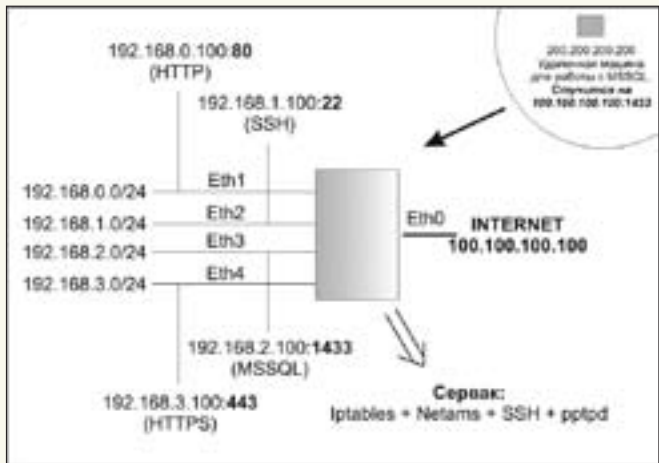 192.168.0.100:80
(HTTP)
192.168.1.100:22
(SSH)
200.200.200.200
Удаленная машина
для работы с MSSQL.
Стучится на
100.100.100.100:1433
192.168.0.0/24
Eth1
192.168.1.0/24
Eth2
192.168.2.0/24
Eth3
192.168.3.0/24
Eth4
Eth0
INTERNET
100.100.100.100
192.168.2.100:1433
(MSSQL)
192.168.3.100:443
(HTTPS)
Сервак:
Iptables + Netams + SSH + pptpd